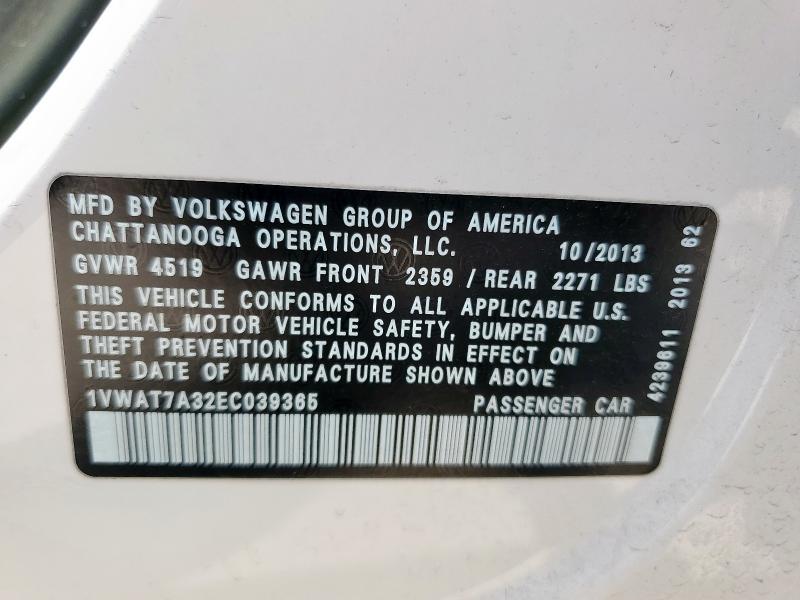 MFD BY VOLKSWAGEN GROUP OF AMERICA
CHATTANOOGA OPERATIONS, LLC. 10/2013
GVWR 4519 GAWR FRONT 2359 / REAR 2271 LBS
THIS VEHICLE CONFORMS TO ALL APPLICABLE U.S.
FEDERAL MOTOR VEHICLE SAFETY, BUMPER AND
THEFT PREVENTION STANDARDS IN EFFECT ON
THE DATE OF MANUFACTURE SHOWN ABOVE
1VWAT7A32EC039365 PASSENGER CAR
4239611 2013 62